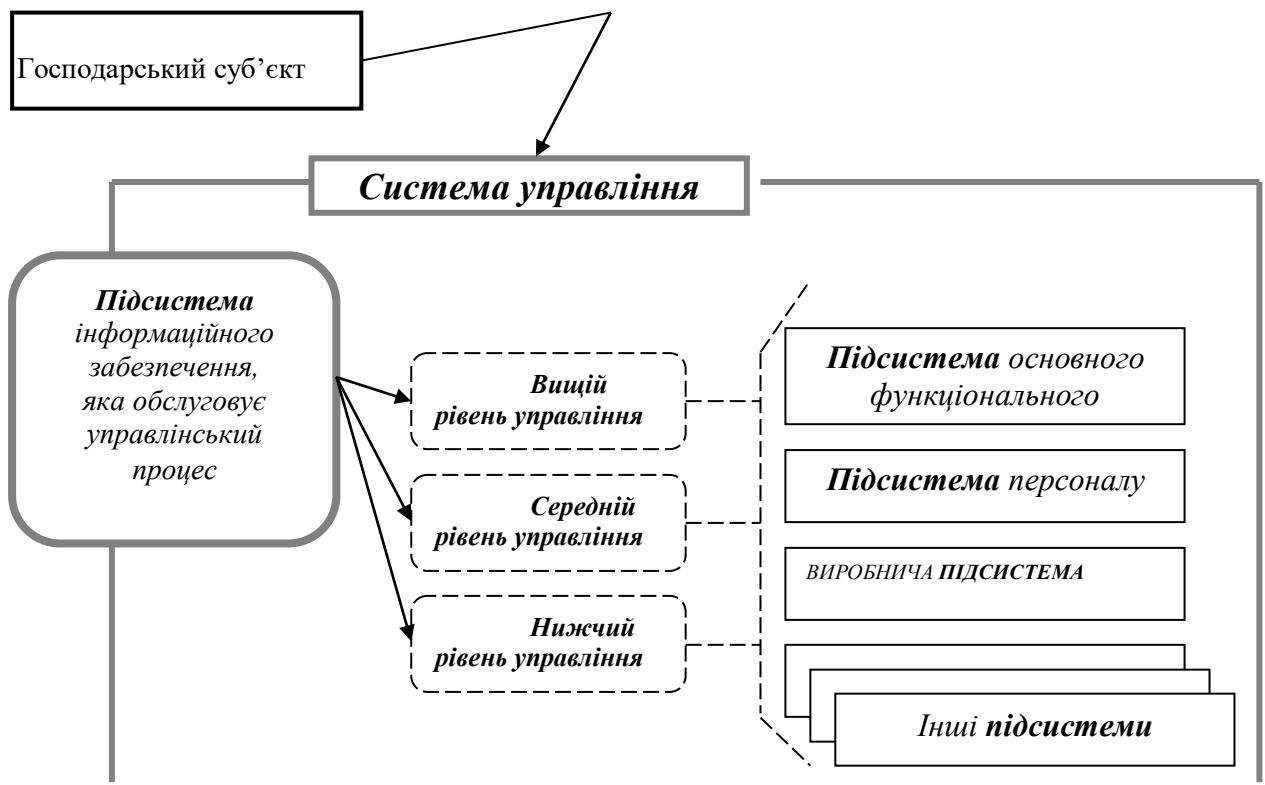 Господарський суб’єкт
Система управління
Підсистема
інформаційного
забезпечення,
яка обслуговує
управлінський
процес
Вищій
рівень управління
Середній
рівень управління
Нижчий
рівень управління
Підсистема основного
функціонального
Підсистема персоналу
ВИРОБНИЧА ПІДСИСТЕМА
Інші підсистеми